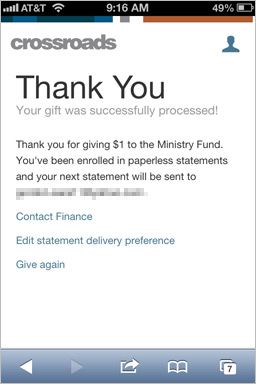 AT&T 9:16 AM 49%
crossroads
Thank You
Your gift was successfully processed!
Thank you for giving $1 to the Ministry Fund.
You've been enrolled in paperless statements
and your next statement will be sent to
Contact Finance
Edit statement delivery preference
Give again
7